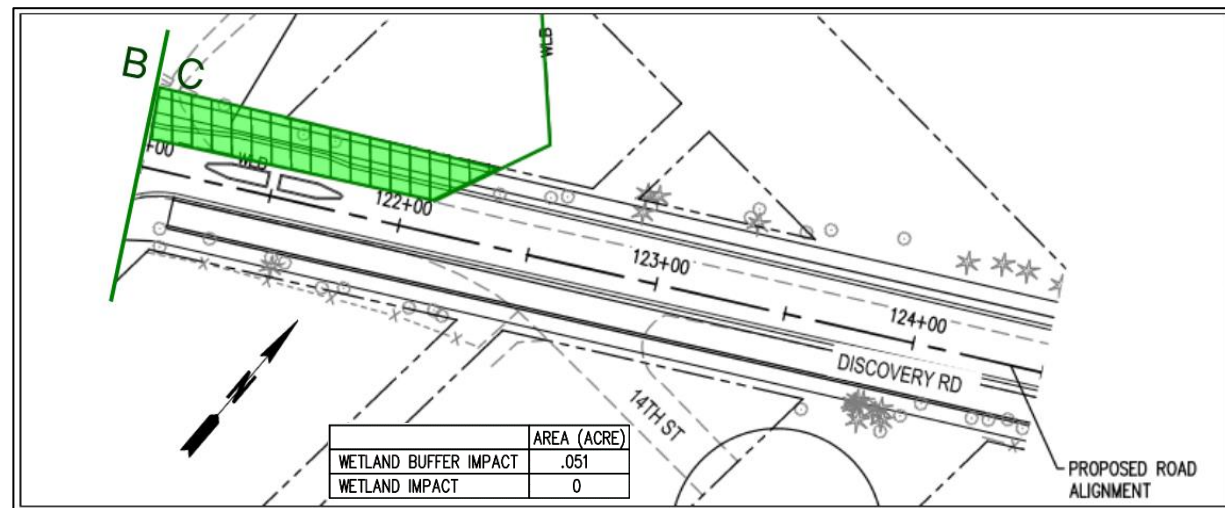 WLB
B C
+00
WLB
122+00
123+00
124+00
DISCOVERY RD
14TH ST
N
AREA (ACRE)
WETLAND BUFFER IMPACT .051
WETLAND IMPACT 0
PROPOSED ROAD
ALIGNMENT